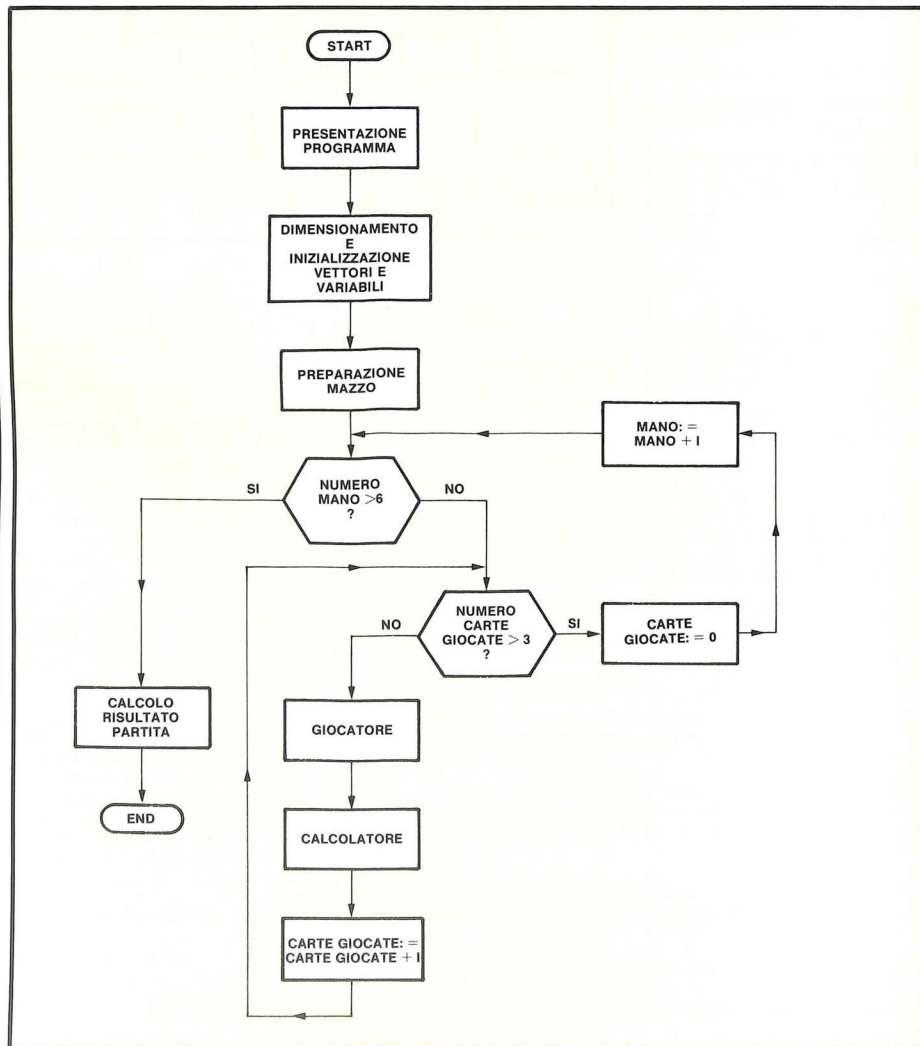 START
PRESENTAZIONE
PROGRAMMA
DIMENSIONAMENTO
E
INIZIALIZZAZIONE
VETTORI E
VARIABILI
PREPARAZIONE
MAZZO
MANO: =
MANO + I
SI
NUMERO
MANO >6
?
NO
NO
NUMERO
CARTE
GIOCATE > 3
?
SI
CARTE
GIOCATE: = 0
CALCOLO
RISULTATO
PARTITA
GIOCATORE
END
CALCOLATORE
CARTE GIOCATE: =
CARTE GIOCATE + I